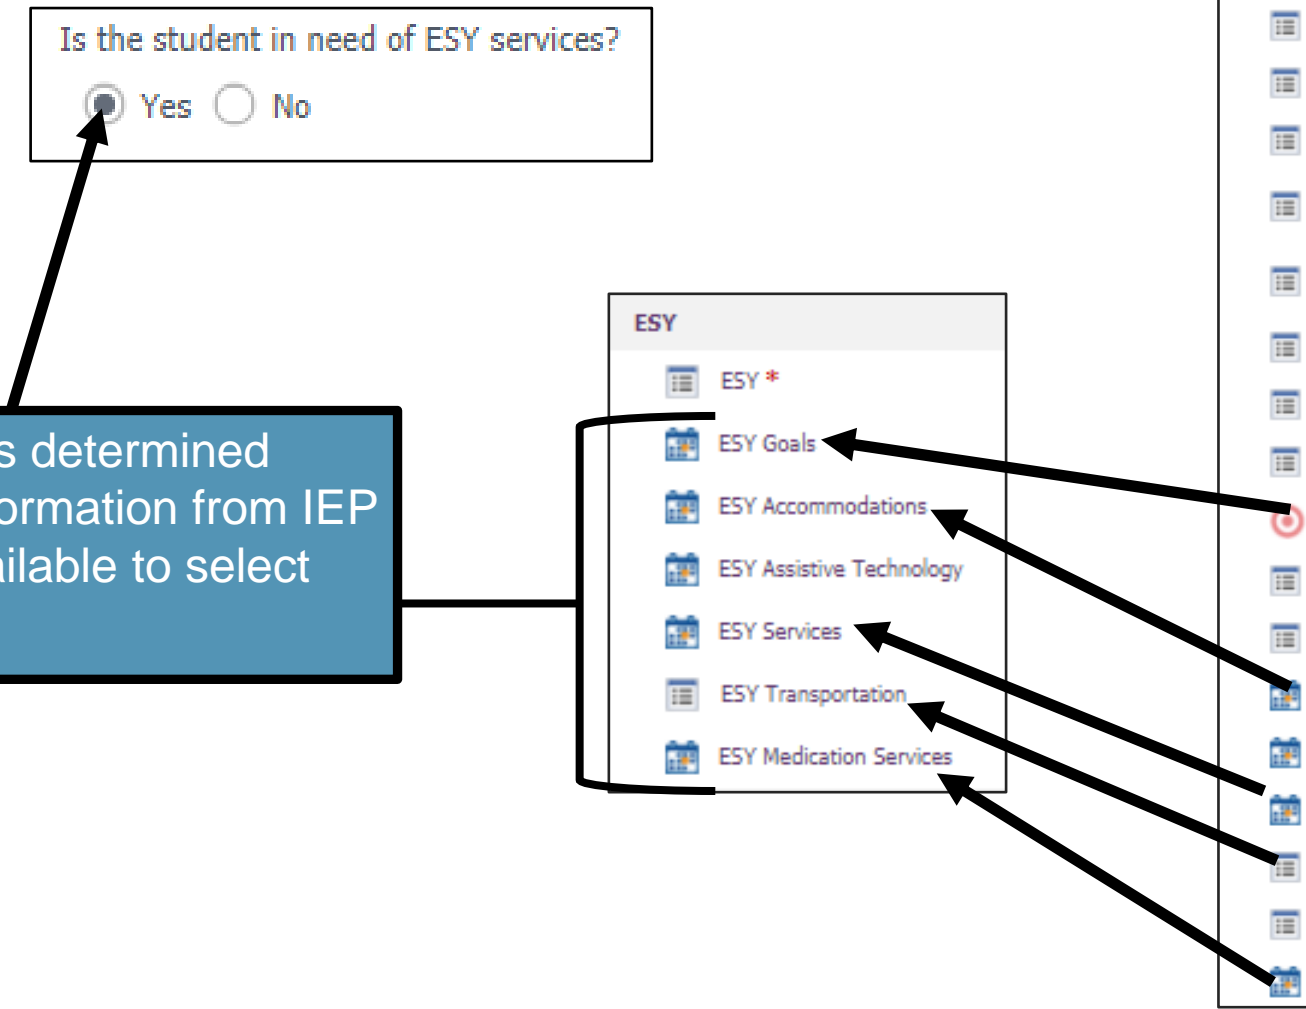 Is the student in need of ESY services?
Yes No
s determined
ormation from IEP
ailable to select
ESY
ESY *
ESY Goals
ESY Accommodations
ESY Assistive Technology
ESY Services
ESY Transportation
ESY Medication Services